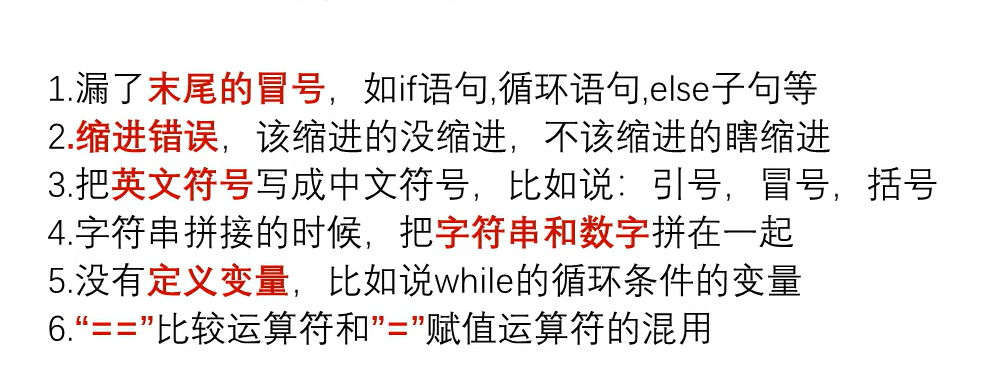 1.漏了末尾的冒号，如if语句,循环语句,else子句等
2.缩进错误，该缩进的没缩进，不该缩进的瞎缩进
3.把英文符号写成中文符号，比如说：引号，冒号，括号
4.字符串拼接的时候，把字符串和数字拼在一起
5.没有定义变量，比如说while的循环条件的变量
6.“==”比较运算符和”=”赋值运算符的混用